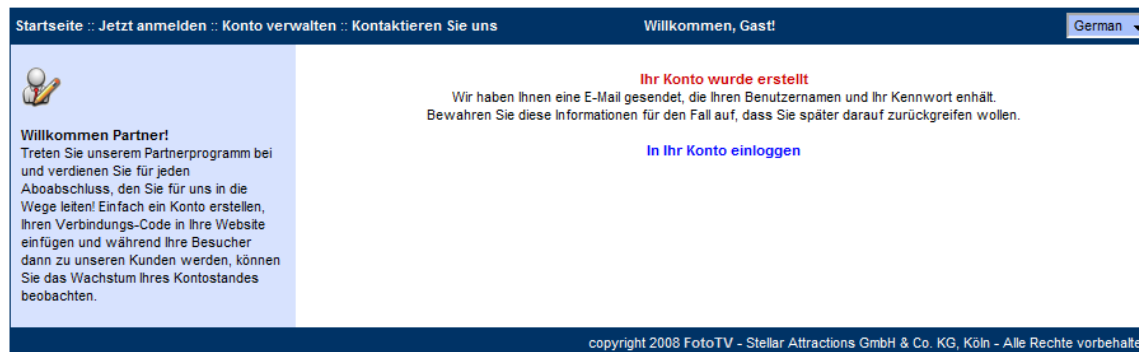 Startseite :: Jetzt anmelden :: Konto verwalten :: Kontaktieren Sie uns
Willkommen, Gast!
German
Willkommen Partner!
Treten Sie unserem Partnerprogramm bei
und verdienen Sie für jeden
Aboabschluss, den Sie für uns in die
Wege leiten! Einfach ein Konto erstellen,
Ihren Verbindungs-Code in Ihre Website
einfügen und während Ihre Besucher
dann zu unseren Kunden werden, können
Sie das Wachstum Ihres Kontostandes
beobachten.
Ihr Konto wurde erstellt
Wir haben Ihnen eine E-Mail gesendet, die Ihren Benutzernamen und Ihr Kennwort enhält.
Bewahren Sie diese Informationen für den Fall auf, dass Sie später darauf zurückgreifen wollen.
In Ihr Konto einloggen
copyright 2008 FotoTV - Stellar Attractions GmbH & Co. KG, Köln - Alle Rechte vorbehalte